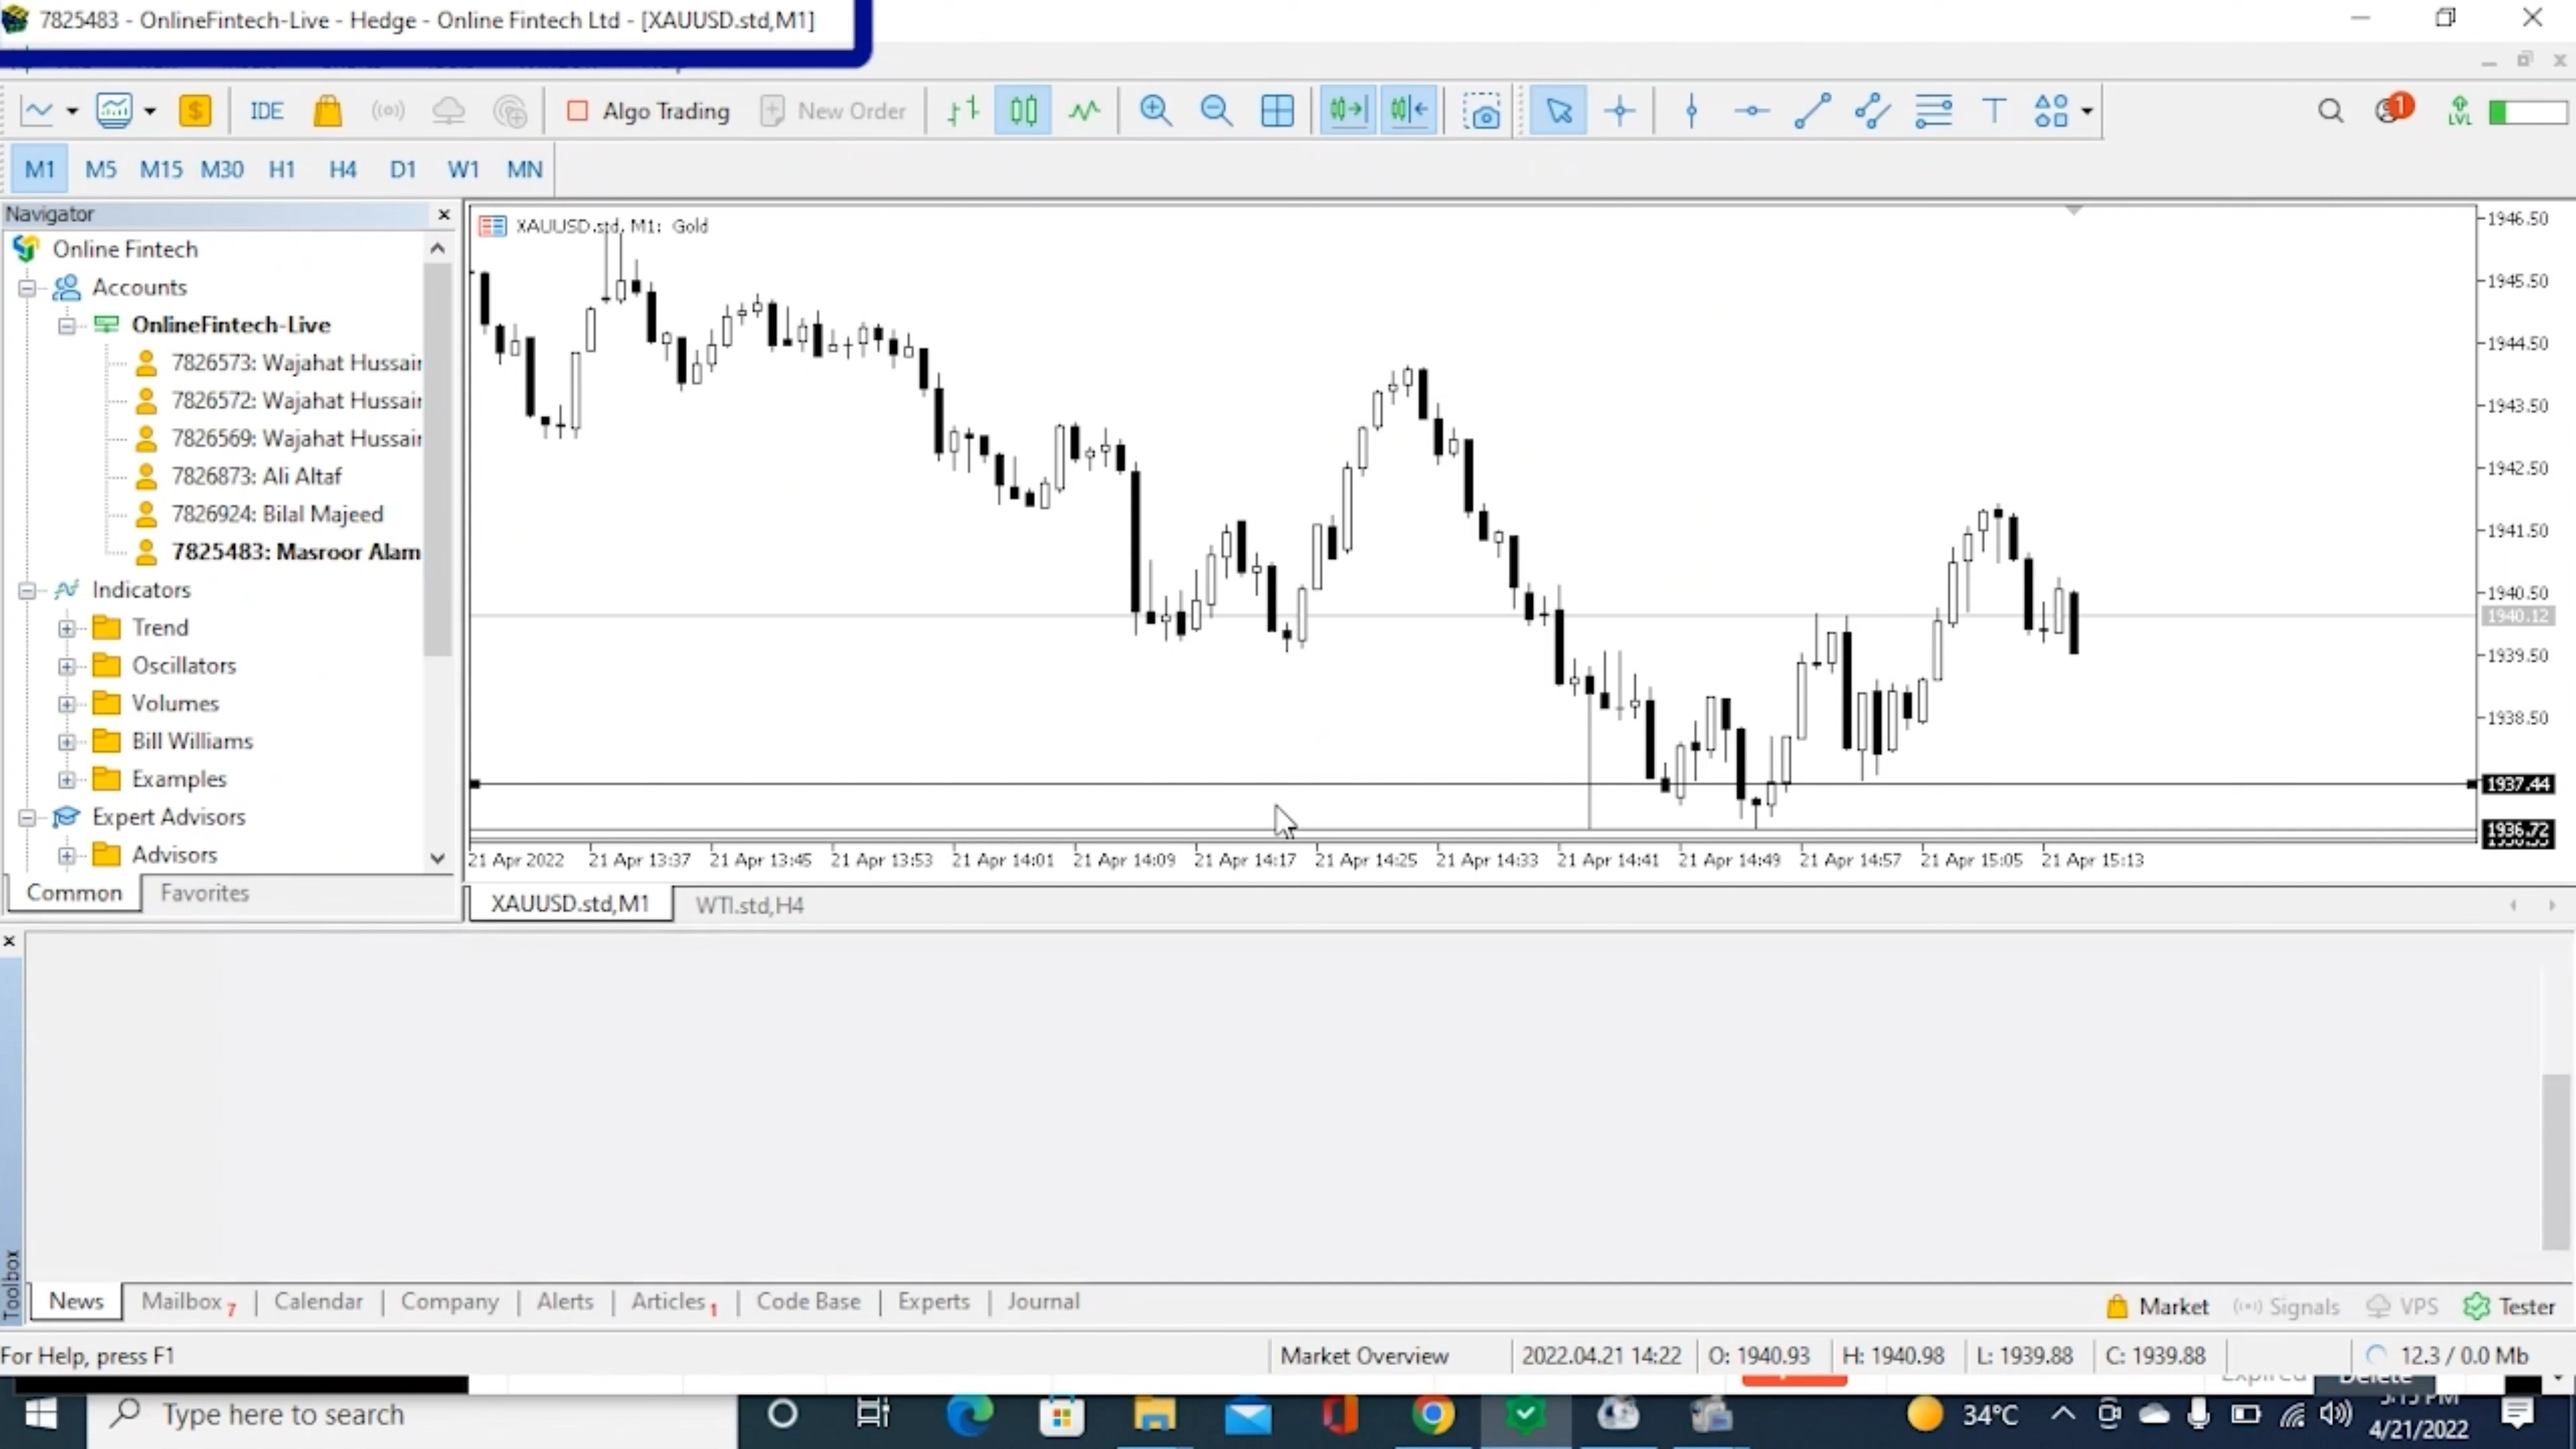 7825483 - OnlineFintech-Live - Hedge - Online Fintech Ltd - [XAUUSD.std,M1]
IDE Algo Trading New Order T 1 LVL
M1 M5 M15 M30 H1 H4 D1 W1 MN
Navigator
Online Fintech
Accounts
OnlineFintech-Live
7826573: Wajahat Hussain
7826572: Wajahat Hussain
7826569: Wajahat Hussain
7826873: Ali Altaf
7826924: Bilal Majeed
7825483: Masroor Alam
Indicators
Trend
Oscillators
Volumes
Bill Williams
Examples
Expert Advisors
Advisors
Common Favorites
XAUUSD.std, M1: Gold
1946.50
1945.50
1944.50
1943.50
1942.50
1941.50
1940.50
1940.12
1939.50
1938.50
1937.44
1936.72
21 Apr 2022 21 Apr 13:37 21 Apr 13:45 21 Apr 13:53 21 Apr 14:01 21 Apr 14:09 21 Apr 14:17 21 Apr 14:25 21 Apr 14:33 21 Apr 14:41 21 Apr 14:49 21 Apr 14:57 21 Apr 15:05 21 Apr 15:13
XAUUSD.std,M1 WTI.std,H4
Toolbox
News Mailbox 7 Calendar Company Alerts Articles 1 Code Base Experts Journal
Market Signals VPS Tester
For Help, press F1 Market Overview 2022.04.21 14:22 O: 1940.93 H: 1940.98 L: 1939.88 C: 1939.88 12.3 / 0.0 Mb
Expired Delete
Type here to search 34°C
4/21/2022